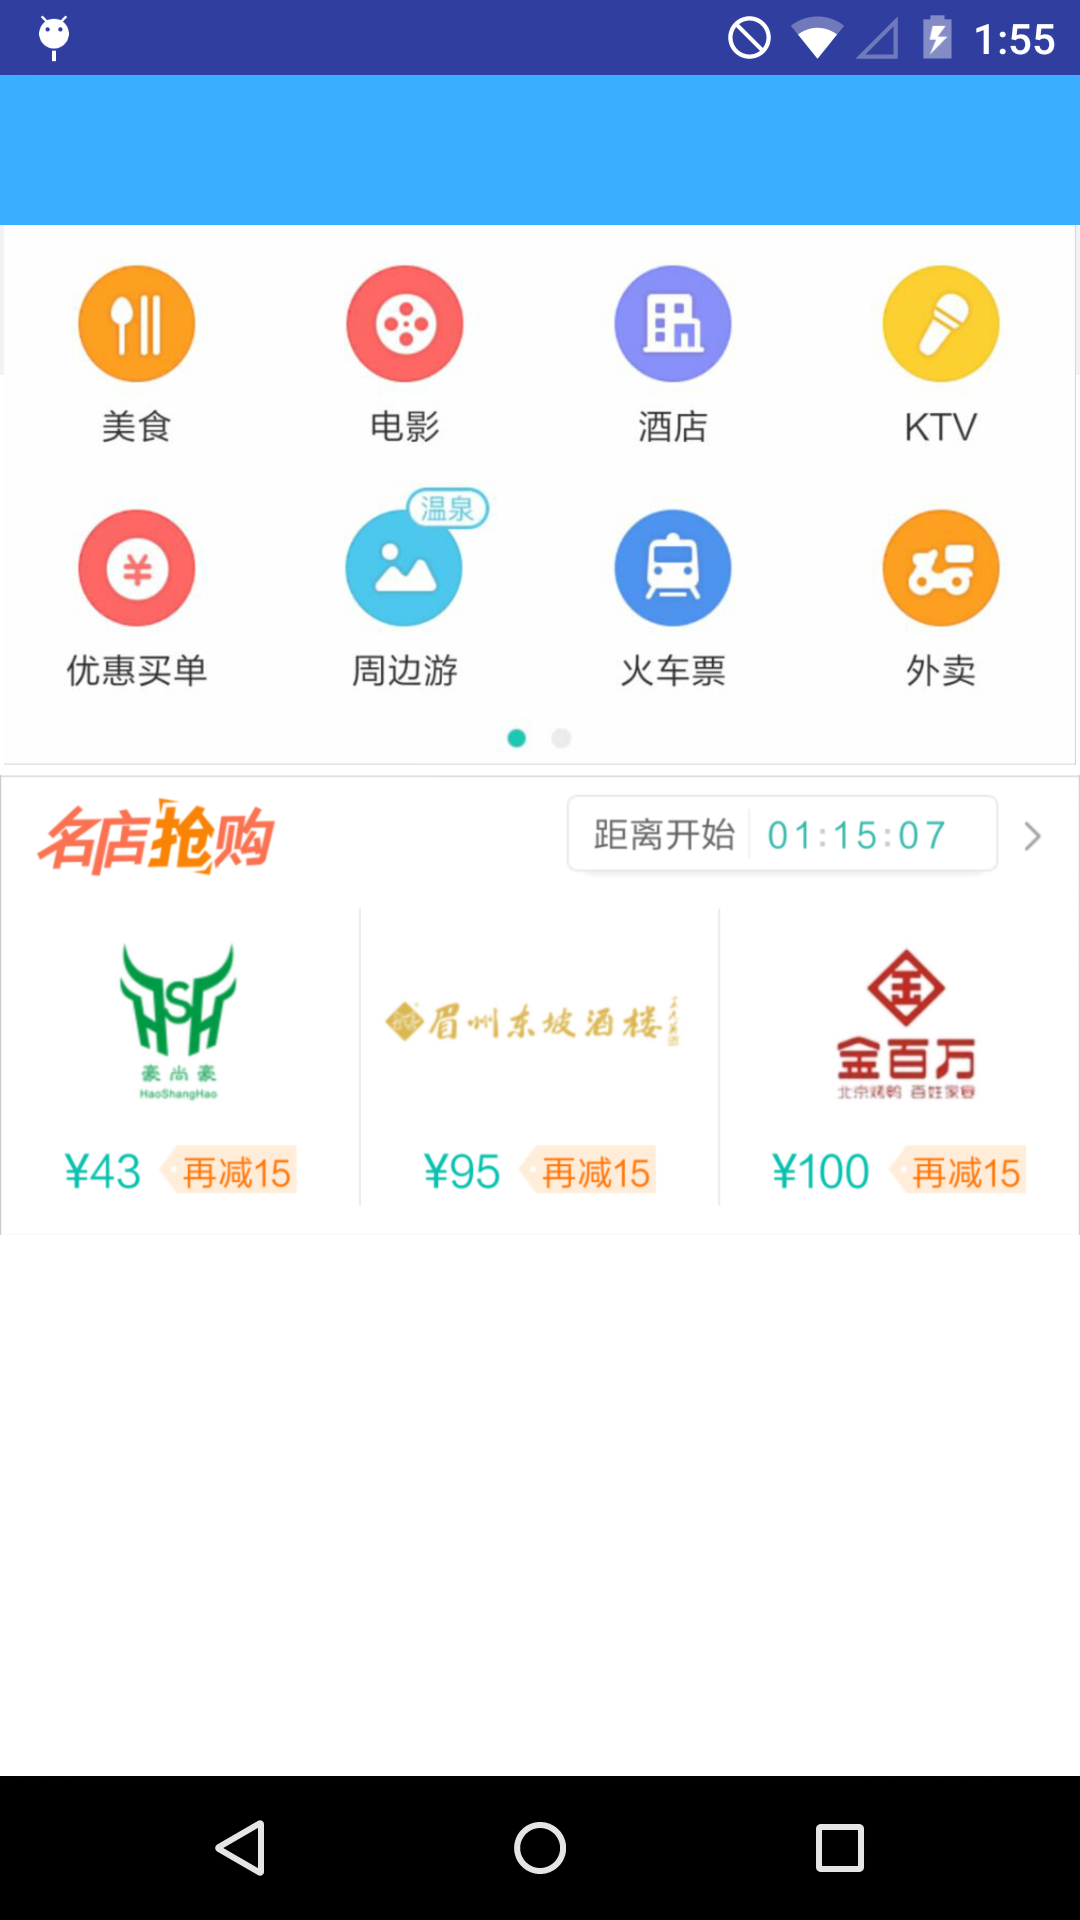 1:55
美食 电影 酒店 KTV
温泉
¥
优惠买单 周边游 火车票 外卖
名店抢购 距离开始 01:15:07
HSH 眉州东坡酒楼 金
豪尚豪 金百万
HaoShangHao 北京烤鸭 百姓家宴
¥43 再减15 ¥95 再减15 ¥100 再减15